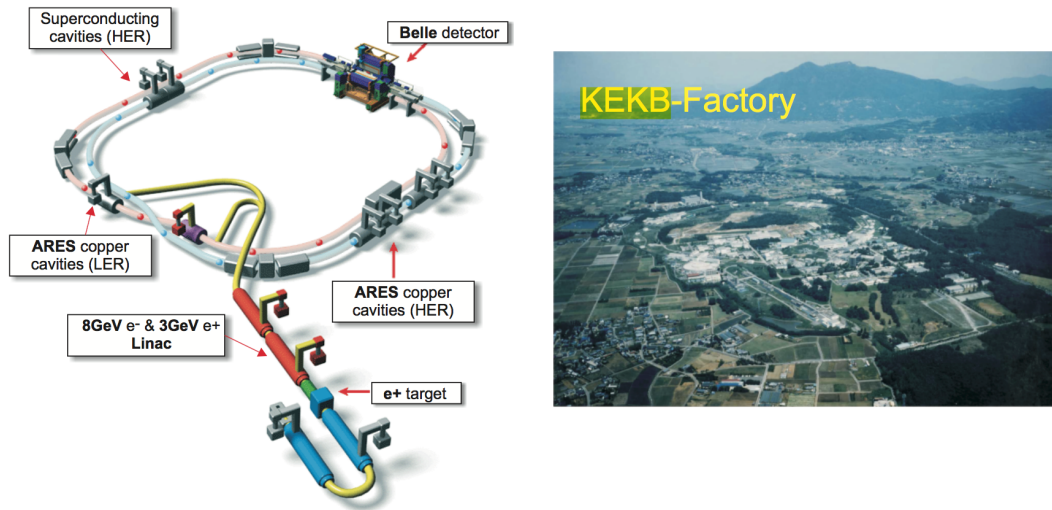 Superconducting
cavities (HER)
Belle detector
ARES copper
cavities (LER)
ARES copper
cavities (HER)
8GeV e- & 3GeV e+
Linac
e+ target
KEKB-Factory